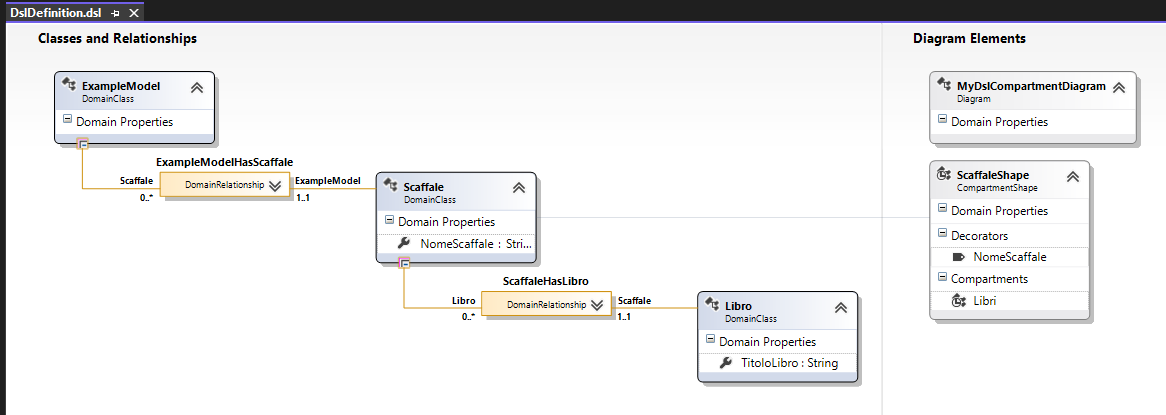 DslDefinition.dsl
Classes and Relationships
Diagram Elements
ExampleModel
DomainClass
Domain Properties
ExampleModelHasScaffale
Scaffale
0..*
DomainRelationship
ExampleModel
1..1
Scaffale
DomainClass
Domain Properties
NomeScaffale : Stri...
ScaffaleHasLibro
Libro
0..*
DomainRelationship
Scaffale
1..1
Libro
DomainClass
Domain Properties
TitoloLibro : String
MyDslCompartmentDiagram
Diagram
Domain Properties
ScaffaleShape
CompartmentShape
Domain Properties
Decorators
NomeScaffale
Compartments
Libri